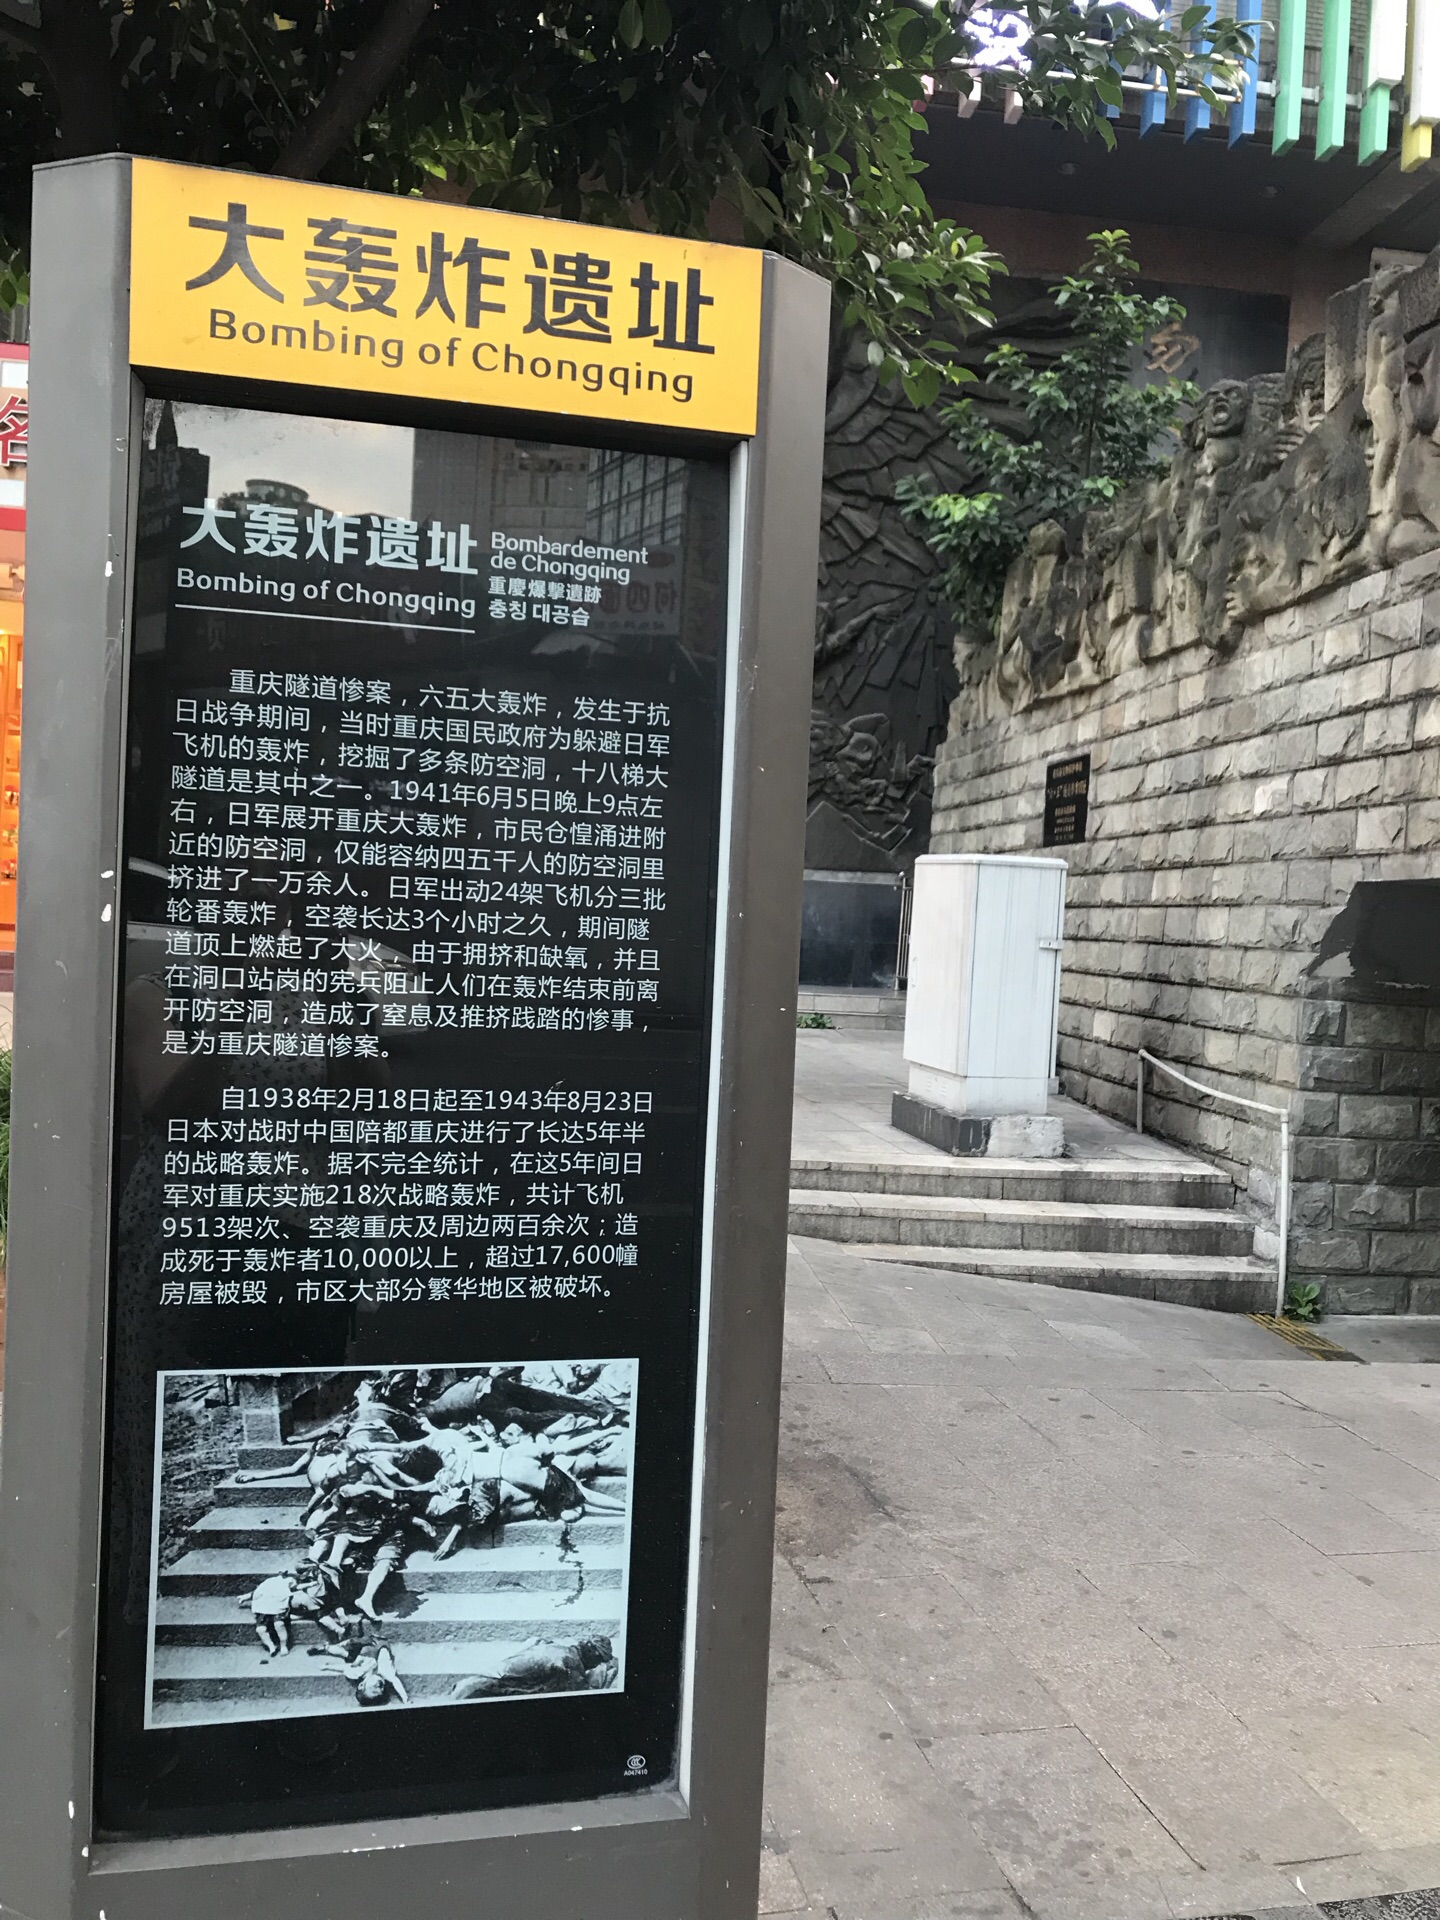 大轰炸遗址
Bombing of Chongqing
大轰炸遗址
Bombing of Chongqing
Bombardement
de Chongqing
重慶爆撃遺跡
충칭 대공습
重庆隧道惨案，六五大轰炸，发生于抗
日战争期间，当时重庆国民政府为躲避日军
飞机的轰炸，挖掘了多条防空洞，十八梯大
隧道是其中之一。1941年6月5日晚上9点左
右，日军展开重庆大轰炸，市民仓惶涌进附
近的防空洞，仅能容纳四五千人的防空洞里
挤进了一万余人。日军出动24架飞机分三批
轮番轰炸，空袭长达3个小时之久，期间隧
道顶上燃起了大火，由于拥挤和缺氧，并且
在洞口站岗的宪兵阻止人们在轰炸结束前离
开防空洞，造成了窒息及推挤践踏的惨事，
是为重庆隧道惨案。
自1938年2月18日起至1943年8月23日
日本对战时中国陪都重庆进行了长达5年半
的战略轰炸。据不完全统计，在这5年间日
军对重庆实施218次战略轰炸，共计飞机
9513架次、空袭重庆及周边两百余次；造
成死于轰炸者10,000以上，超过17,600幢
房屋被毁，市区大部分繁华地区被破坏。
A047410
名
勿